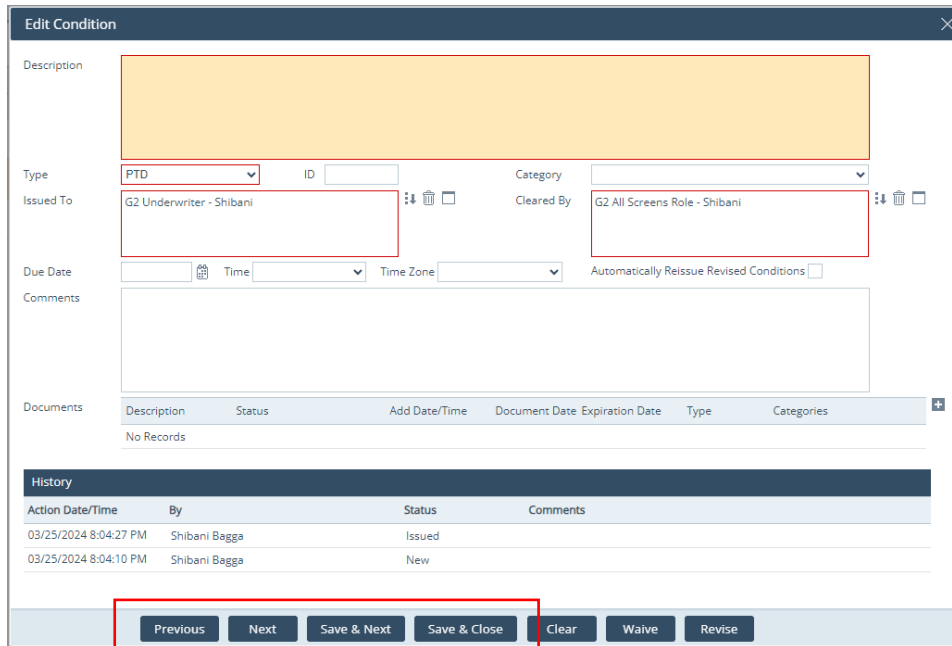 Edit Condition
Description
Type PTD ID Category
Issued To G2 Underwriter - Shibani Cleared By G2 All Screens Role - Shibani
Due Date Time Time Zone Automatically Reissue Revised Conditions
Comments
Documents Description Status Add Date/Time Document Date Expiration Date Type Categories
No Records
History
Action Date/Time By Status Comments
03/25/2024 8:04:27 PM Shibani Bagga Issued
03/25/2024 8:04:10 PM Shibani Bagga New
Previous Next Save & Next Save & Close Clear Waive Revise